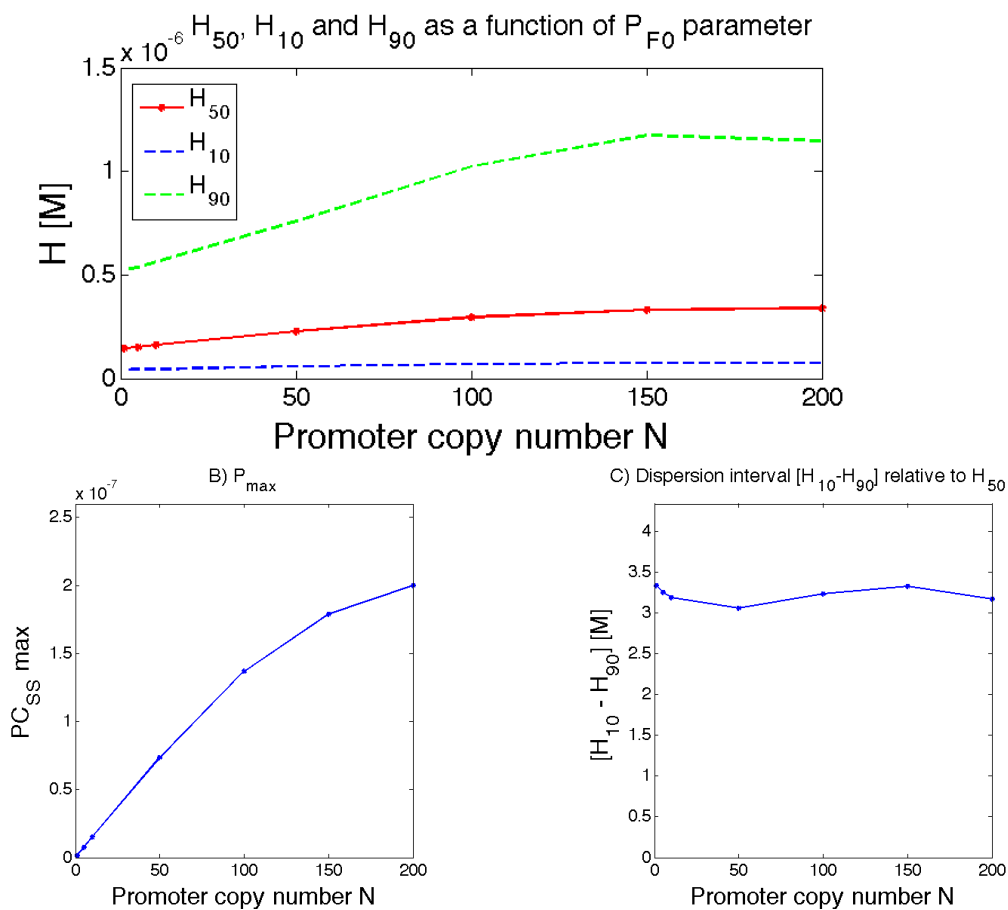 H50, H10 and H90 as a function of PF0 parameter
x 10-6
1.5
1
0.5
0
H [M]
H50
H10
H90
0 50 100 150 200
Promoter copy number N
B) Pmax
x 10-7
2.5
2
1.5
1
0.5
0
PCSS max
0 50 100 150 200
Promoter copy number N
C) Dispersion interval [H10-H90] relative to H50
4
3.5
3
2.5
2
1.5
1
0.5
0
[H10 - H90] [M]
0 50 100 150 200
Promoter copy number N